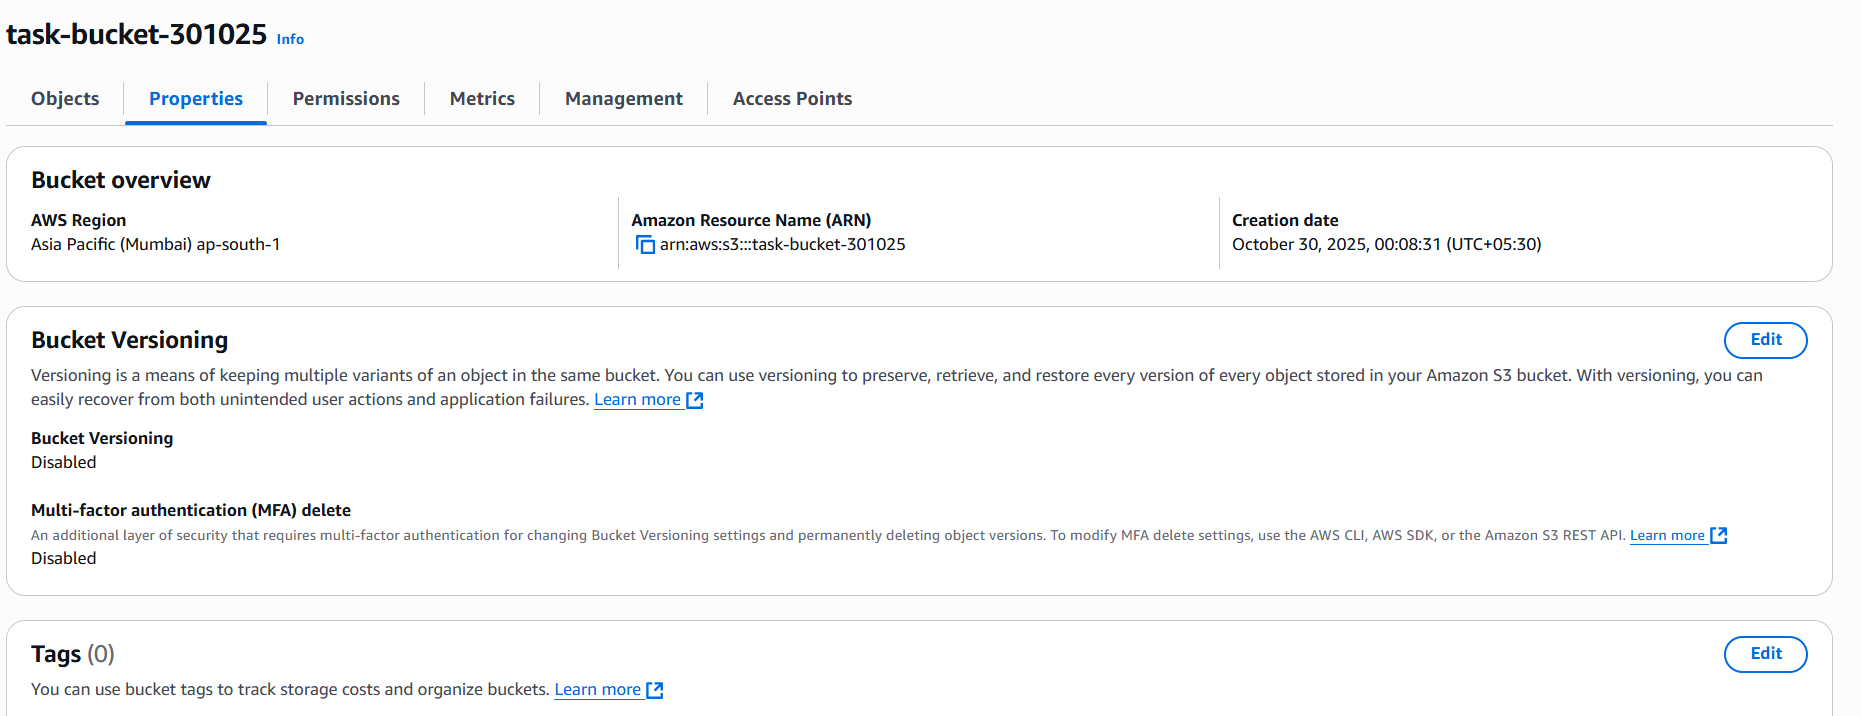 task-bucket-301025 Info
Objects
Properties
Permissions
Metrics
Management
Access Points
Bucket overview
AWS Region
Asia Pacific (Mumbai) ap-south-1
Amazon Resource Name (ARN)
arn:aws:s3:::task-bucket-301025
Creation date
October 30, 2025, 00:08:31 (UTC+05:30)
Bucket Versioning
Edit
Versioning is a means of keeping multiple variants of an object in the same bucket. You can use versioning to preserve, retrieve, and restore every version of every object stored in your Amazon S3 bucket. With versioning, you can
easily recover from both unintended user actions and application failures. Learn more
Bucket Versioning
Disabled
Multi-factor authentication (MFA) delete
An additional layer of security that requires multi-factor authentication for changing Bucket Versioning settings and permanently deleting object versions. To modify MFA delete settings, use the AWS CLI, AWS SDK, or the Amazon S3 REST API. Learn more
Disabled
Tags (0)
Edit
You can use bucket tags to track storage costs and organize buckets. Learn more